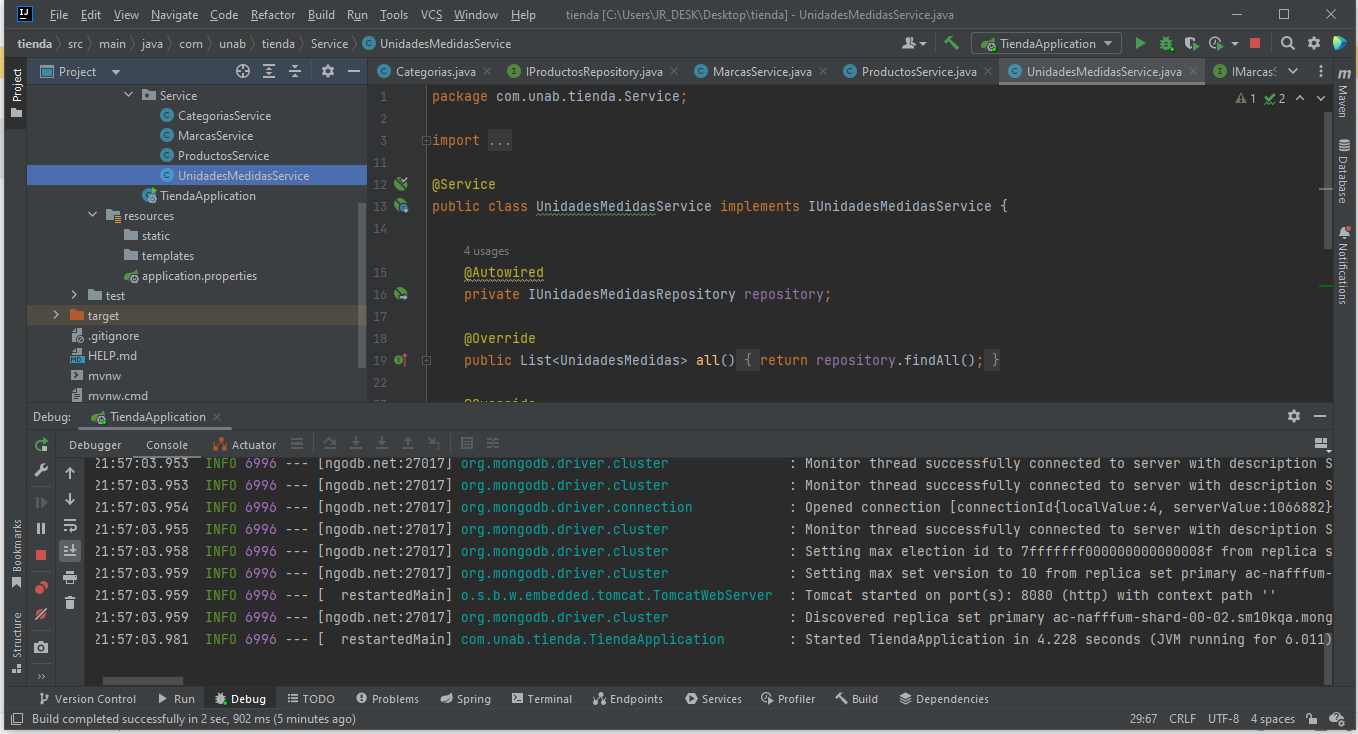 File Edit View Navigate Code Refactor Build Run Tools VCS Window Help tienda [C:\Users\JR_DESK\Desktop\tienda] - UnidadesMedidasService.java
tienda src main java com unab tienda Service UnidadesMedidasService TiendaApplication
Project
Project
Service
CategoriasService
MarcasService
ProductosService
UnidadesMedidasService
TiendaApplication
resources
static
templates
application.properties
test
target
.gitignore
HELP.md
mvnw
mvnw.cmd
Categorias.java IProductosRepository.java MarcasService.java ProductosService.java UnidadesMedidasService.java IMarcasS
1 package com.unab.tienda.Service;
1 2
2
3 import ...
11
12 @Service
13 public class UnidadesMedidasService implements IUnidadesMedidasService {
14
4 usages
15 @Autowired
16 private IUnidadesMedidasRepository repository;
17
18 @Override
19 public List<UnidadesMedidas> all() { return repository.findAll(); }
22
@Override
Maven
Database
Notifications
Debug: TiendaApplication
Debugger Console Actuator
21:57:03.953 INFO 6996 --- [ngodb.net:27017] org.mongodb.driver.cluster : Monitor thread successfully connected to server with description S
21:57:03.953 INFO 6996 --- [ngodb.net:27017] org.mongodb.driver.cluster : Monitor thread successfully connected to server with description S
21:57:03.954 INFO 6996 --- [ngodb.net:27017] org.mongodb.driver.connection : Opened connection [connectionId{localValue:4, serverValue:1066882}
21:57:03.955 INFO 6996 --- [ngodb.net:27017] org.mongodb.driver.cluster : Monitor thread successfully connected to server with description S
21:57:03.958 INFO 6996 --- [ngodb.net:27017] org.mongodb.driver.cluster : Setting max election id to 7fffffff000000000000008f from replica s
21:57:03.959 INFO 6996 --- [ngodb.net:27017] org.mongodb.driver.cluster : Setting max set version to 10 from replica set primary ac-nafffum-
21:57:03.959 INFO 6996 --- [ restartedMain] o.s.b.w.embedded.tomcat.TomcatWebServer : Tomcat started on port(s): 8080 (http) with context path ''
21:57:03.959 INFO 6996 --- [ngodb.net:27017] org.mongodb.driver.cluster : Discovered replica set primary ac-nafffum-shard-00-02.sm10kqa.mong
21:57:03.981 INFO 6996 --- [ restartedMain] com.unab.tienda.TiendaApplication : Started TiendaApplication in 4.228 seconds (JVM running for 6.011)
Bookmarks
Structure
Version Control Run Debug TODO Problems Spring Terminal Endpoints Services Profiler Build Dependencies
Build completed successfully in 2 sec, 902 ms (5 minutes ago) 29:67 CRLF UTF-8 4 spaces